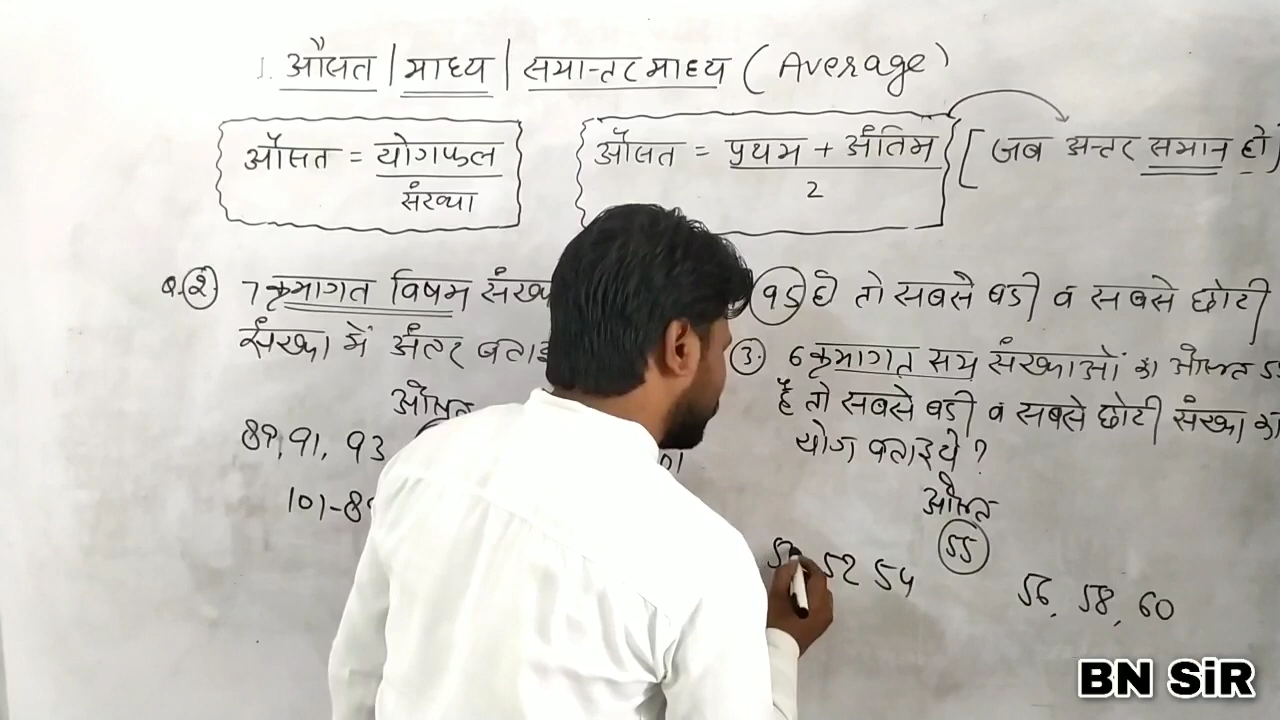 1. औसत | माध्य | समान्तर माध्य ( Average )
औसत = योगफल / संख्या
औसत = प्रथम + अंतिम / 2 [ जब अन्तर समान हो ]
Q.2. 7 क्रमागत विषम 95 है तो सबसे बडी व सबसे छोटी
संख्या में अंतर
औसत
89, 91, 93
101-89
3. 6 क्रमागत सम संख्याओं का औसत 55
है तो सबसे बडी व सबसे छोटी संख्या का
योग बताइये ?
औसत
55
52 54
56, 58, 60
BN SiR